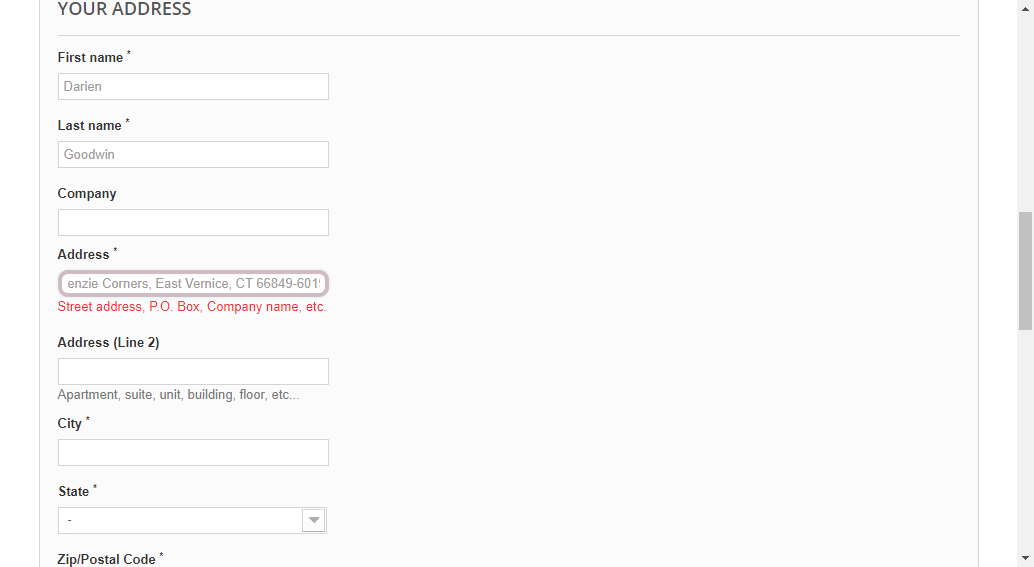 YOUR ADDRESS
First name *
Darien
Last name *
Goodwin
Company
Address *
enzie Corners, East Vernice, CT 66849-601
Street address, P.O. Box, Company name, etc.
Address (Line 2)
Apartment, suite, unit, building, floor, etc...
City *
State *
-
Zip/Postal Code *